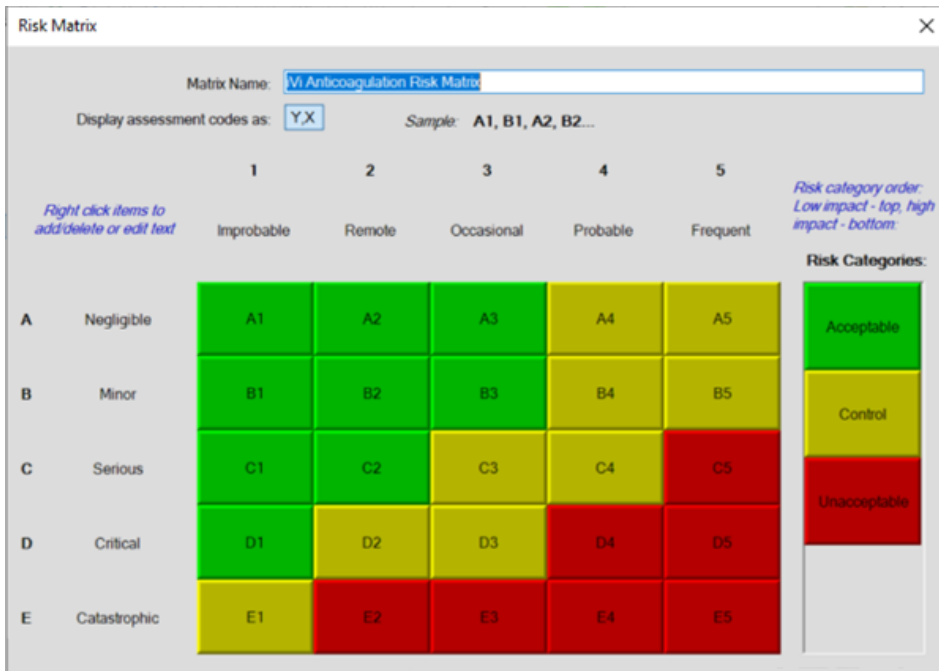 Risk Matrix
Matrix Name: iVi Anticoagulation Risk Matrix
Display assessment codes as: Y,X Sample: A1, B1, A2, B2...
1 2 3 4 5
Right click items to
add/delete or edit text
Improbable Remote Occasional Probable Frequent
Risk category order:
Low impact - top, high
impact - bottom:
Risk Categories:
A Negligible A1 A2 A3 A4 A5
Acceptable
B Minor B1 B2 B3 B4 B5
Control
C Serious C1 C2 C3 C4 C5
Unacceptable
D Critical D1 D2 D3 D4 D5
E Catastrophic E1 E2 E3 E4 E5